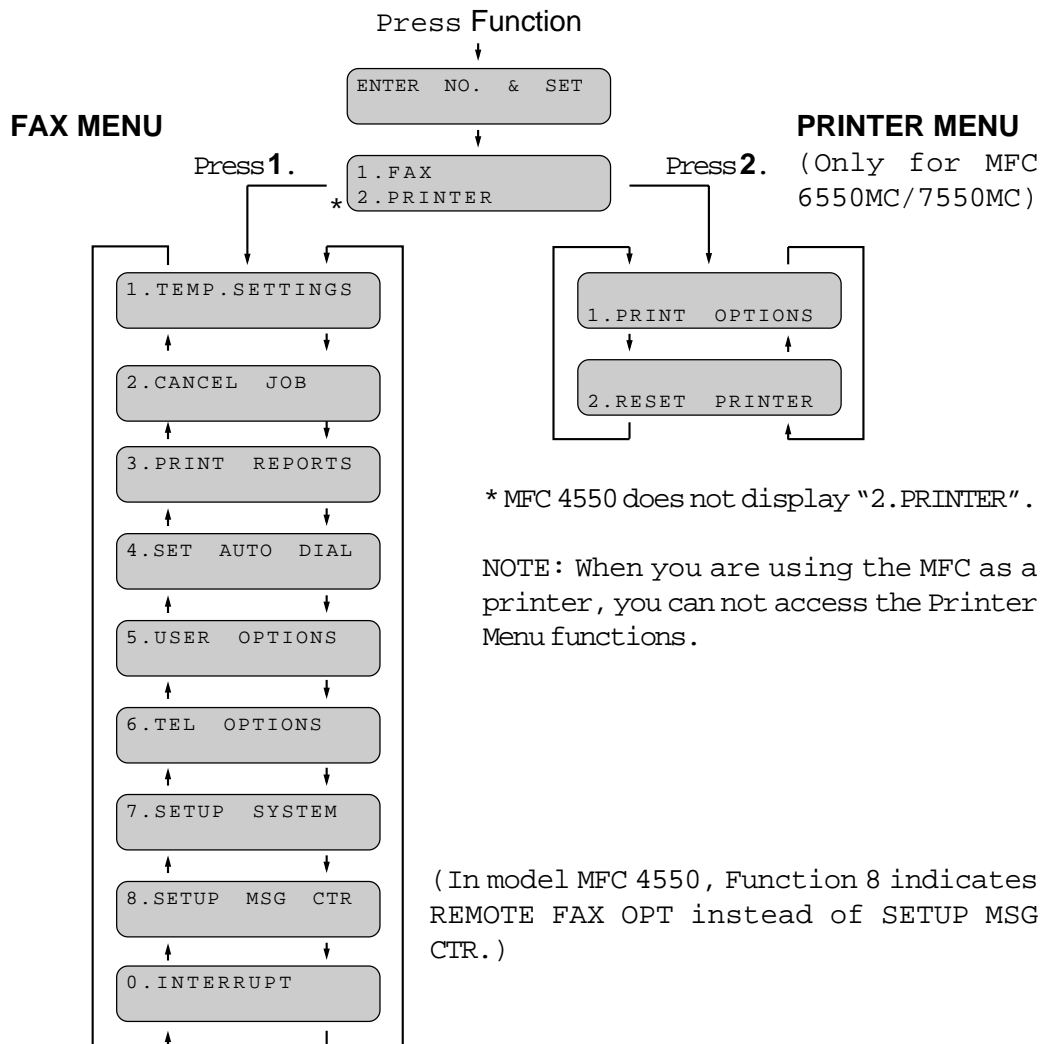 Press Function
ENTER NO. & SET
FAX MENU
PRINTER MENU
(Only for MFC
6550MC/7550MC)
Press 1.
1.FAX
* 2.PRINTER
Press 2.
1.TEMP.SETTINGS
2.CANCEL JOB
3.PRINT REPORTS
4.SET AUTO DIAL
5.USER OPTIONS
6.TEL OPTIONS
7.SETUP SYSTEM
8.SETUP MSG CTR
0.INTERRUPT
1.PRINT OPTIONS
2.RESET PRINTER
* MFC 4550 does not display “2.PRINTER”.
NOTE: When you are using the MFC as a
printer, you can not access the Printer
Menu functions.
(In model MFC 4550, Function 8 indicates
REMOTE FAX OPT instead of SETUP MSG
CTR.)